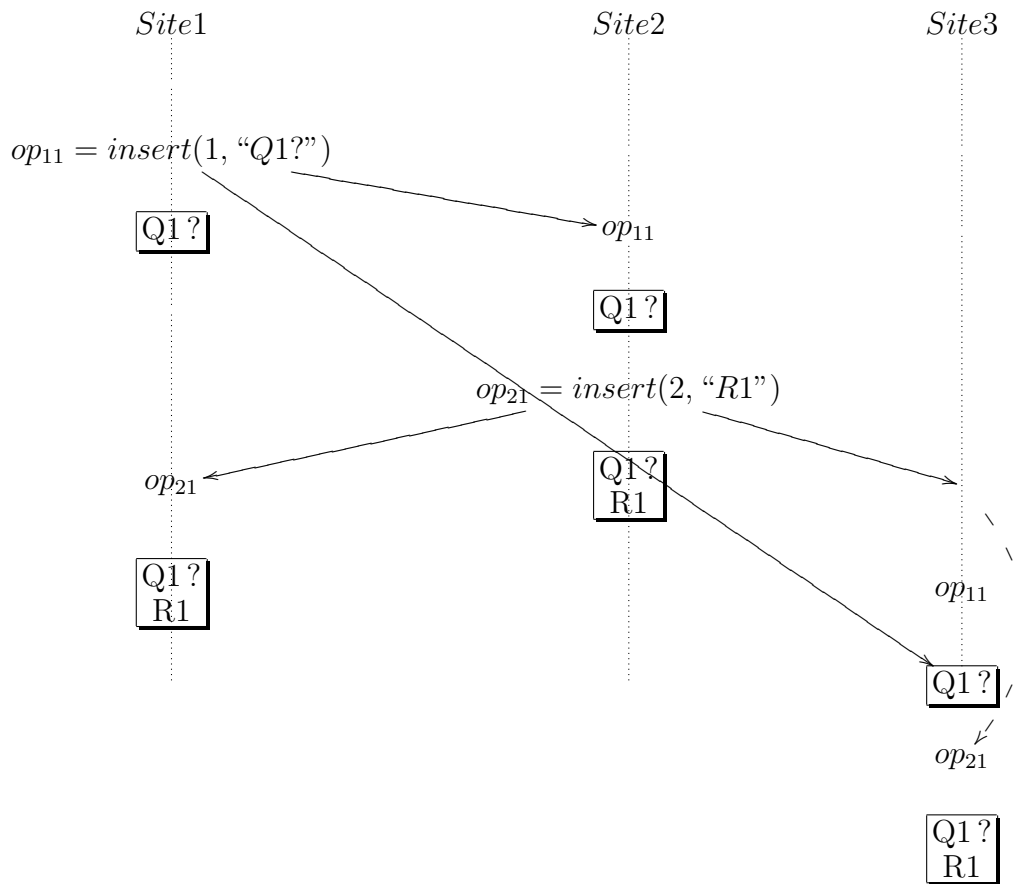 Site1 Site2 Site3
op11 = insert(1, “Q1?”)
Q1 ?
op11
Q1 ?
op21 = insert(2, “R1”)
op21
Q1 ?
R1
Q1 ?
R1
op11
Q1 ?
op21
Q1 ?
R1